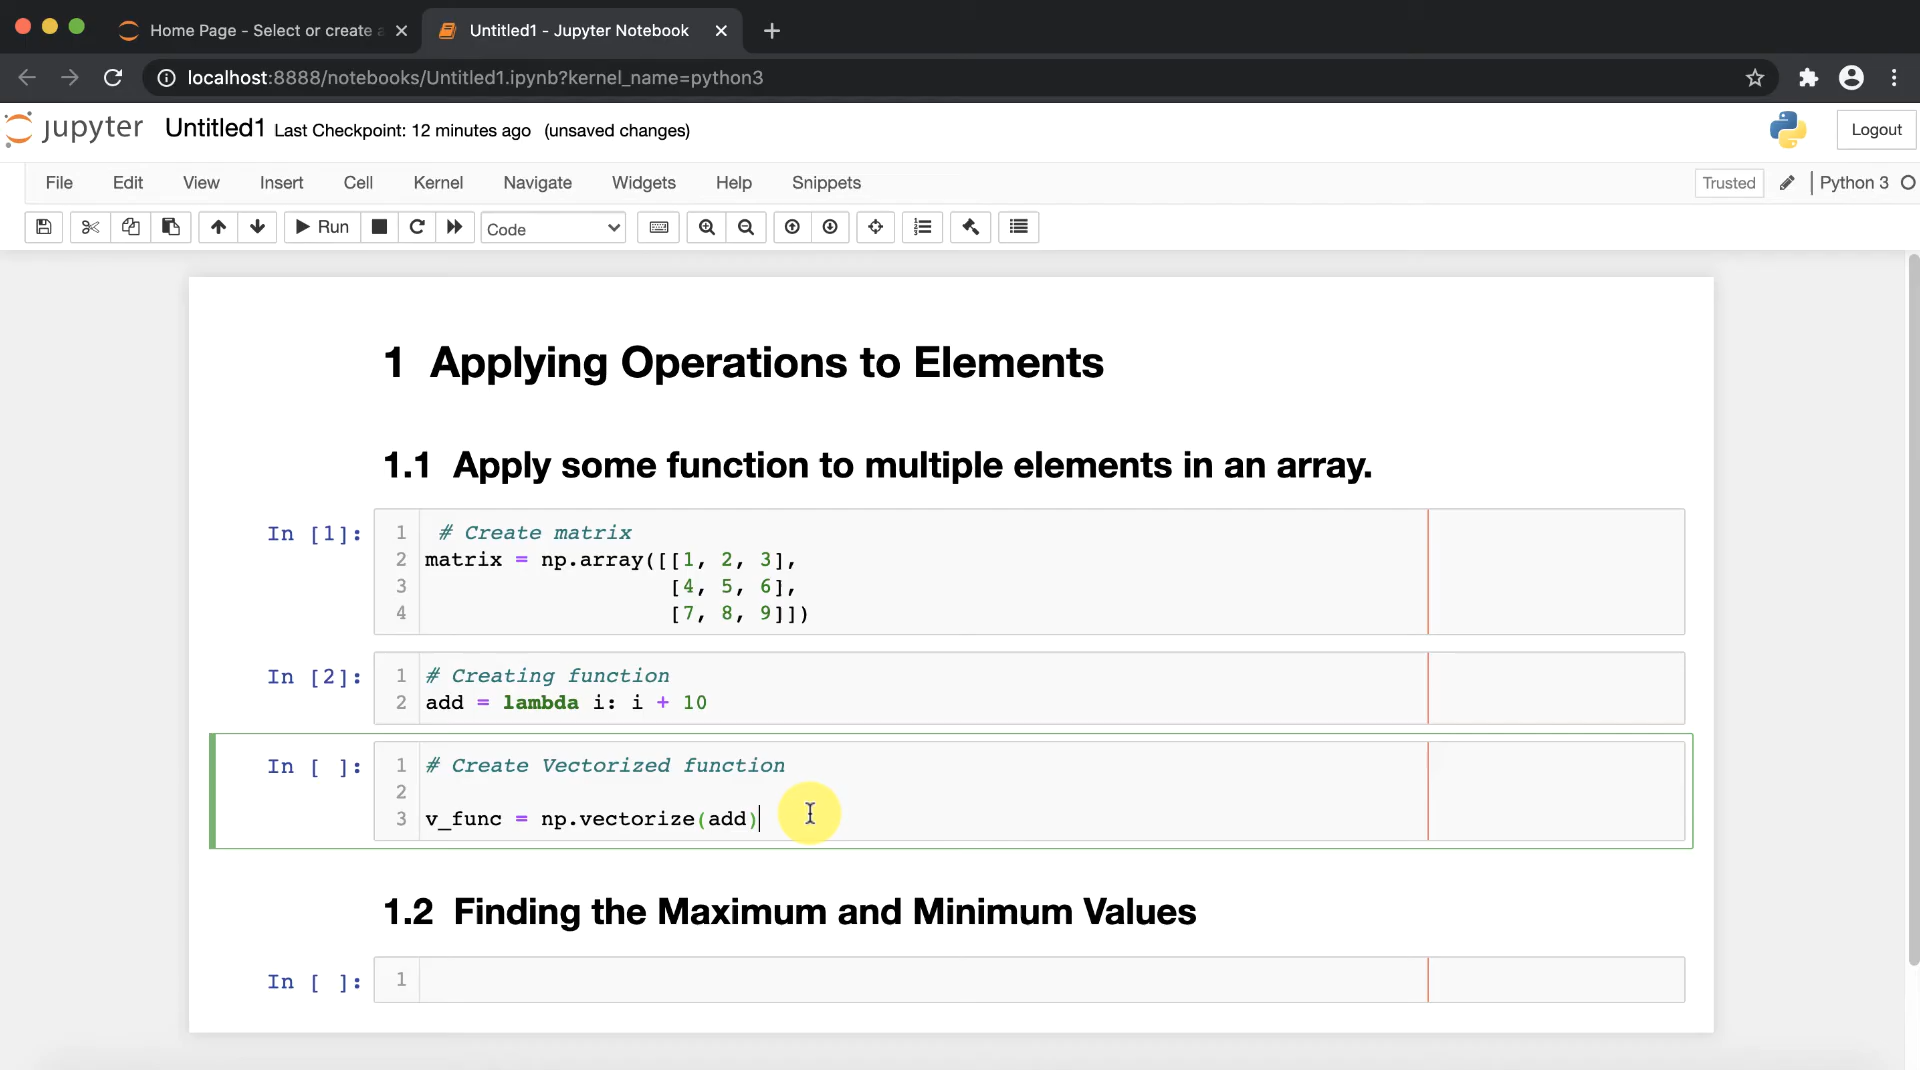 Home Page - Select or create a
Untitled1 - Jupyter Notebook
localhost:8888/notebooks/Untitled1.ipynb?kernel_name=python3
jupyter Untitled1 Last Checkpoint: 12 minutes ago (unsaved changes)
Logout
File Edit View Insert Cell Kernel Navigate Widgets Help Snippets
Trusted
Python 3
Run
Code
1 Applying Operations to Elements
1.1 Apply some function to multiple elements in an array.
In [1]:
1 # Create matrix
2 matrix = np.array([[1, 2, 3],
3 [4, 5, 6],
4 [7, 8, 9]])
In [2]:
1 # Creating function
2 add = lambda i: i + 10
In [ ]:
1 # Create Vectorized function
2
3 v_func = np.vectorize(add)
1.2 Finding the Maximum and Minimum Values
In [ ]:
1